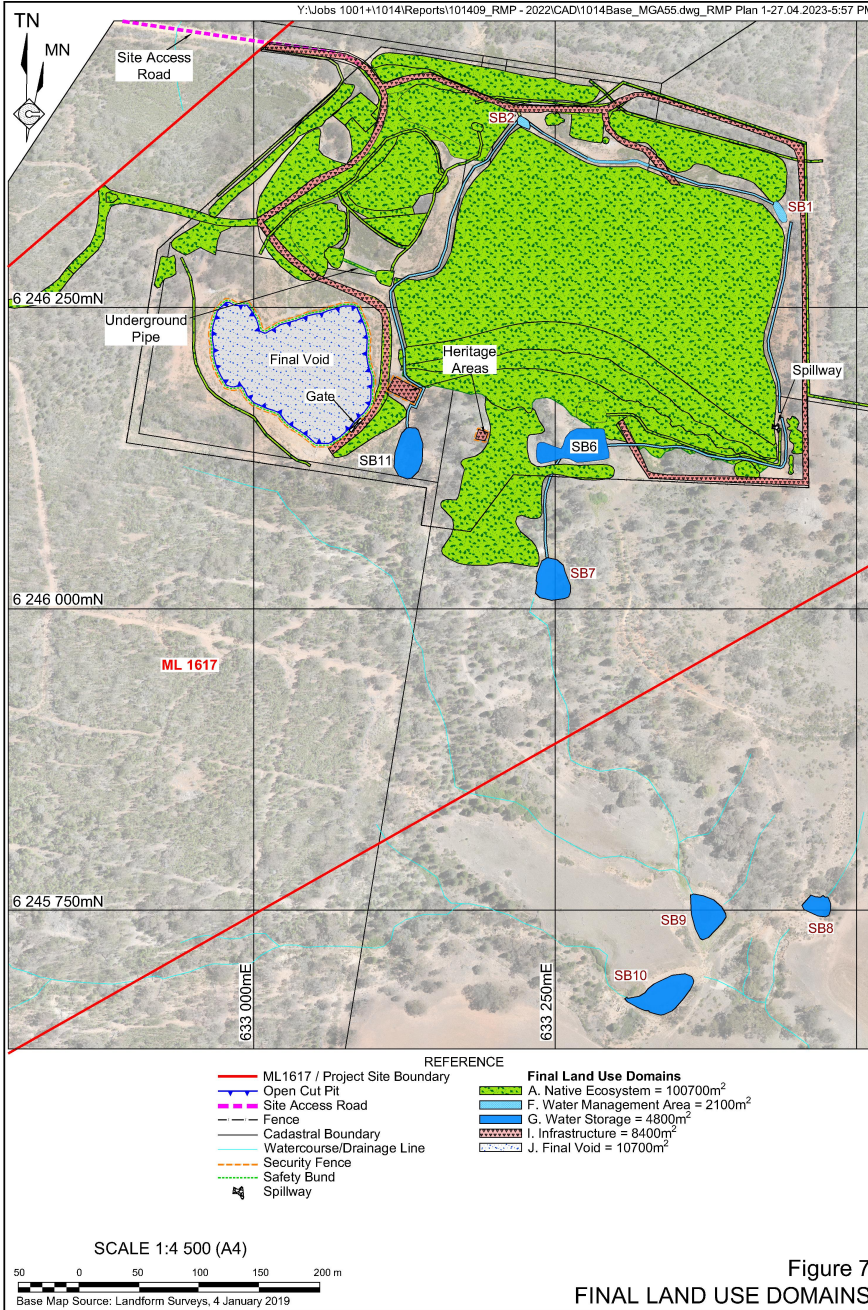 Y:\Jobs 1001+\1014\Reports\101409_RMP - 2022\CAD\1014Base_MGA55.dwg_RMP Plan 1-27.04.2023-5:57 PM
TN
MN
Site Access
Road
SB2
SB1
6 246 250mN
Underground
Pipe
Final Void
Heritage
Areas
Gate
Spillway
SB11
SB6
SB7
6 246 000mN
ML 1617
6 245 750mN
SB9
SB8
SB10
633 000mE
633 250mE
REFERENCE
ML1617 / Project Site Boundary
Open Cut Pit
Site Access Road
Fence
Cadastral Boundary
Watercourse/Drainage Line
Security Fence
Safety Bund
Spillway
Final Land Use Domains
A. Native Ecosystem = 100700m²
F. Water Management Area = 2100m²
G. Water Storage = 4800m²
I. Infrastructure = 8400m²
J. Final Void = 10700m²
SCALE 1:4 500 (A4)
50 0 50 100 150 200 m
Base Map Source: Landform Surveys, 4 January 2019
Figure 7
FINAL LAND USE DOMAINS